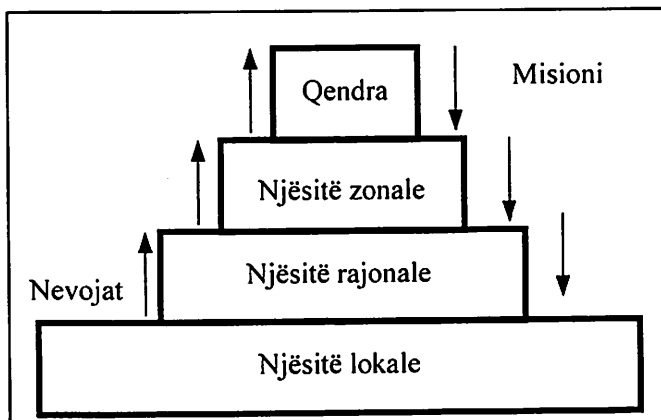 Qendra
Misioni
Njësitë zonale
Njësitë rajonale
Nevojat
Njësitë lokale